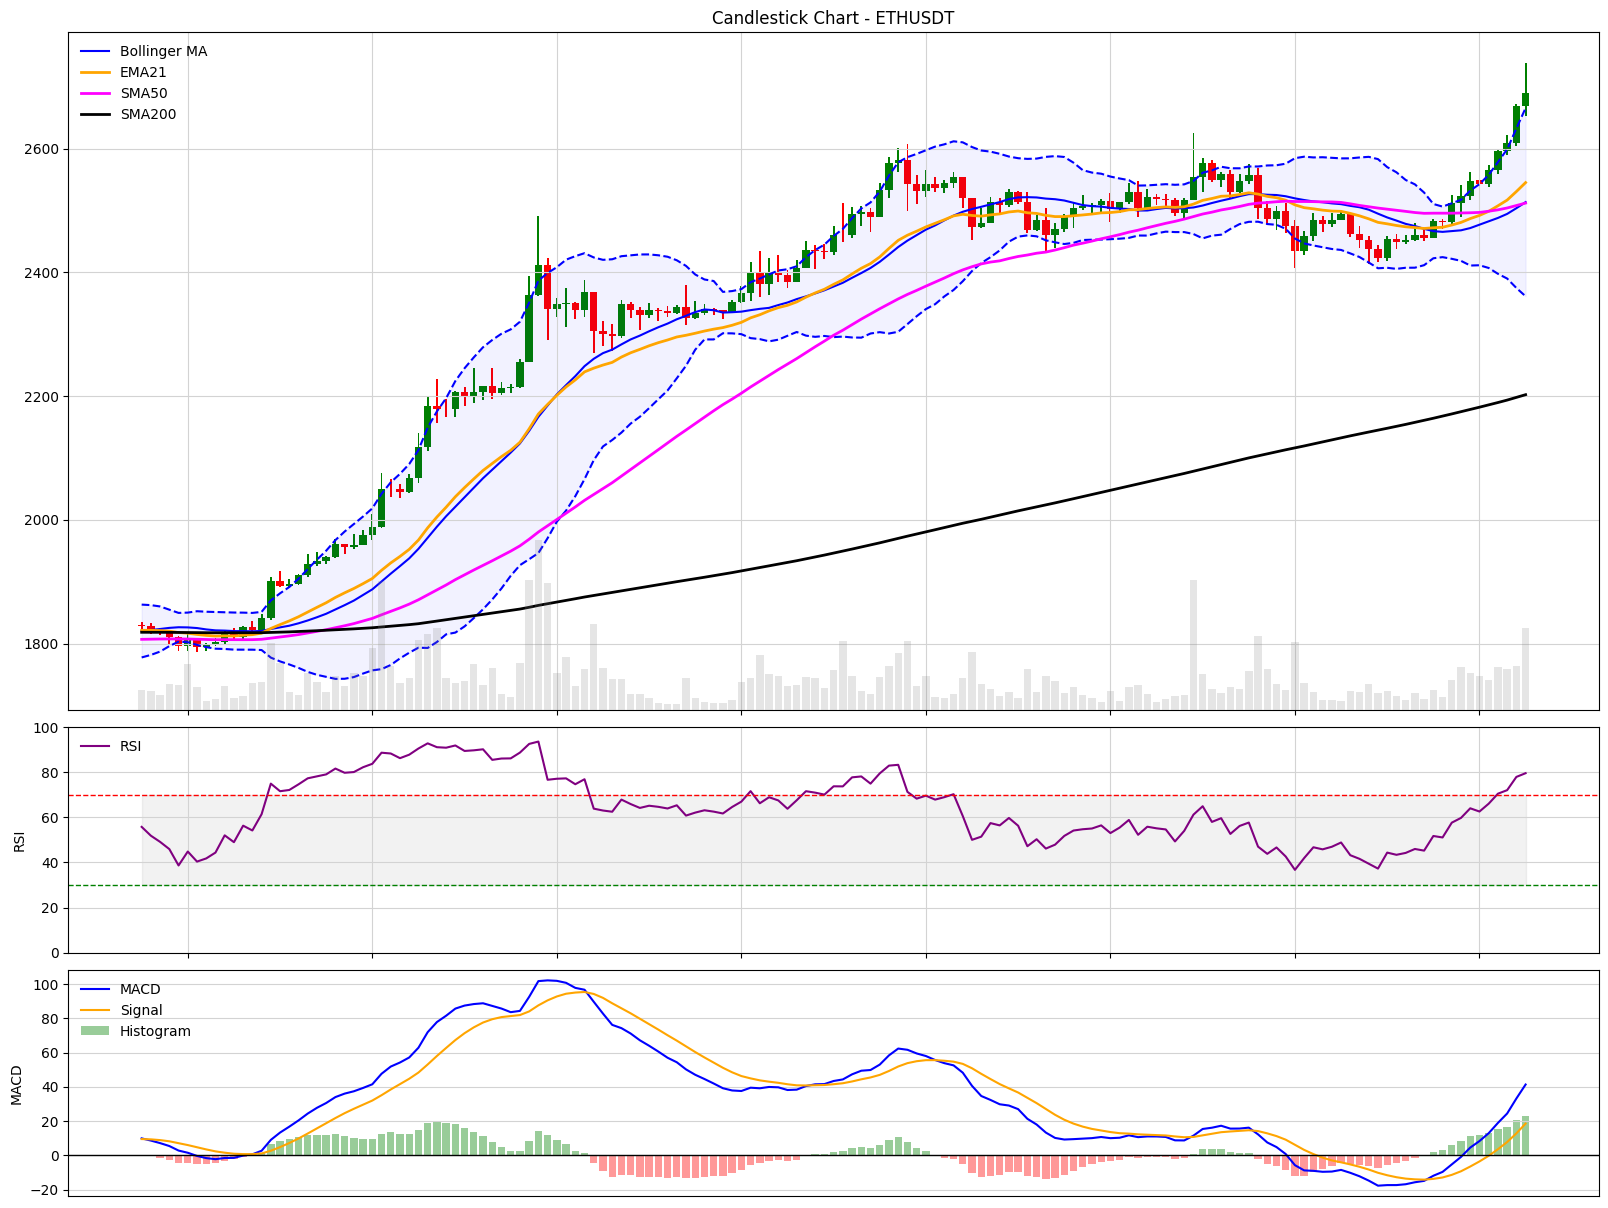 Candlestick Chart - ETHUSDT
Bollinger MA
EMA21
SMA50
SMA200
2600
2400
2200
2000
1800
RSI
100
80
60
40
20
0
RSI
MACD
Signal
Histogram
100
80
60
40
20
0
−20
MACD